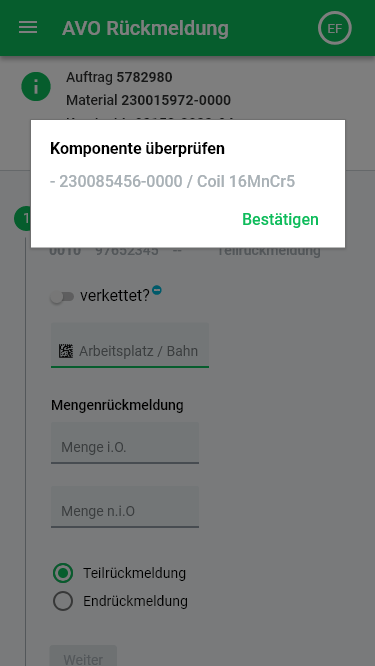 AVO Rückmeldung
EF
Auftrag 5782980
Material 230015972-0000
Komponente überprüfen
- 230085456-0000 / Coil 16MnCr5
Bestätigen
1
0010 97652345 -- Teilrückmeldung
verkettet?
Arbeitsplatz / Bahn
Mengenrückmeldung
Menge i.O.
Menge n.i.O
Teilrückmeldung
Endrückmeldung
Weiter